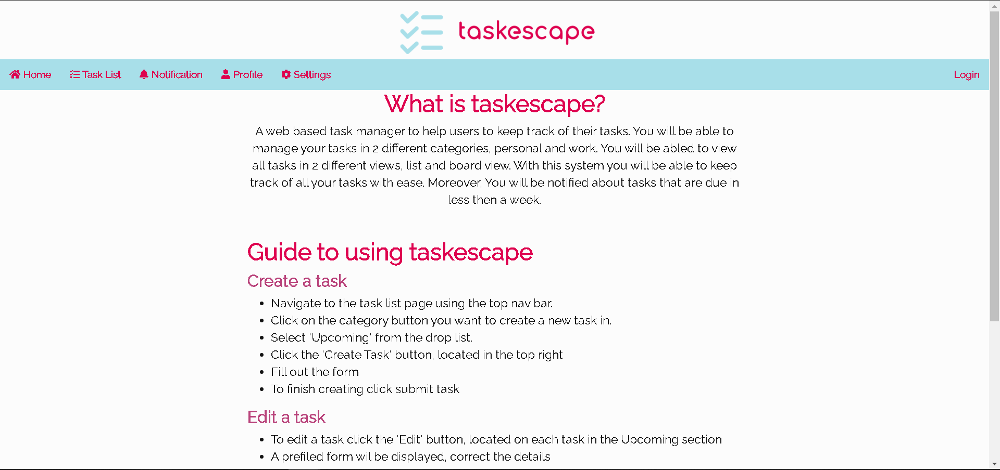 taskescape
Home Task List Notification Profile Settings Login
What is taskescape?
A web based task manager to help users to keep track of their tasks. You will be able to
manage your tasks in 2 different categories, personal and work. You will be abled to view
all tasks in 2 different views, list and board view. With this system you will be able to keep
track of all your tasks with ease. Moreover, You will be notified about tasks that are due in
less then a week.
Guide to using taskescape
Create a task
• Navigate to the task list page using the top nav bar.
• Click on the category button you want to create a new task in.
• Select 'Upcoming' from the drop list.
• Click the 'Create Task' button, located in the top right
• Fill out the form
• To finish creating click submit task
Edit a task
• To edit a task click the 'Edit' button, located on each task in the Upcoming section
• A prefiled form wil be displayed, correct the details